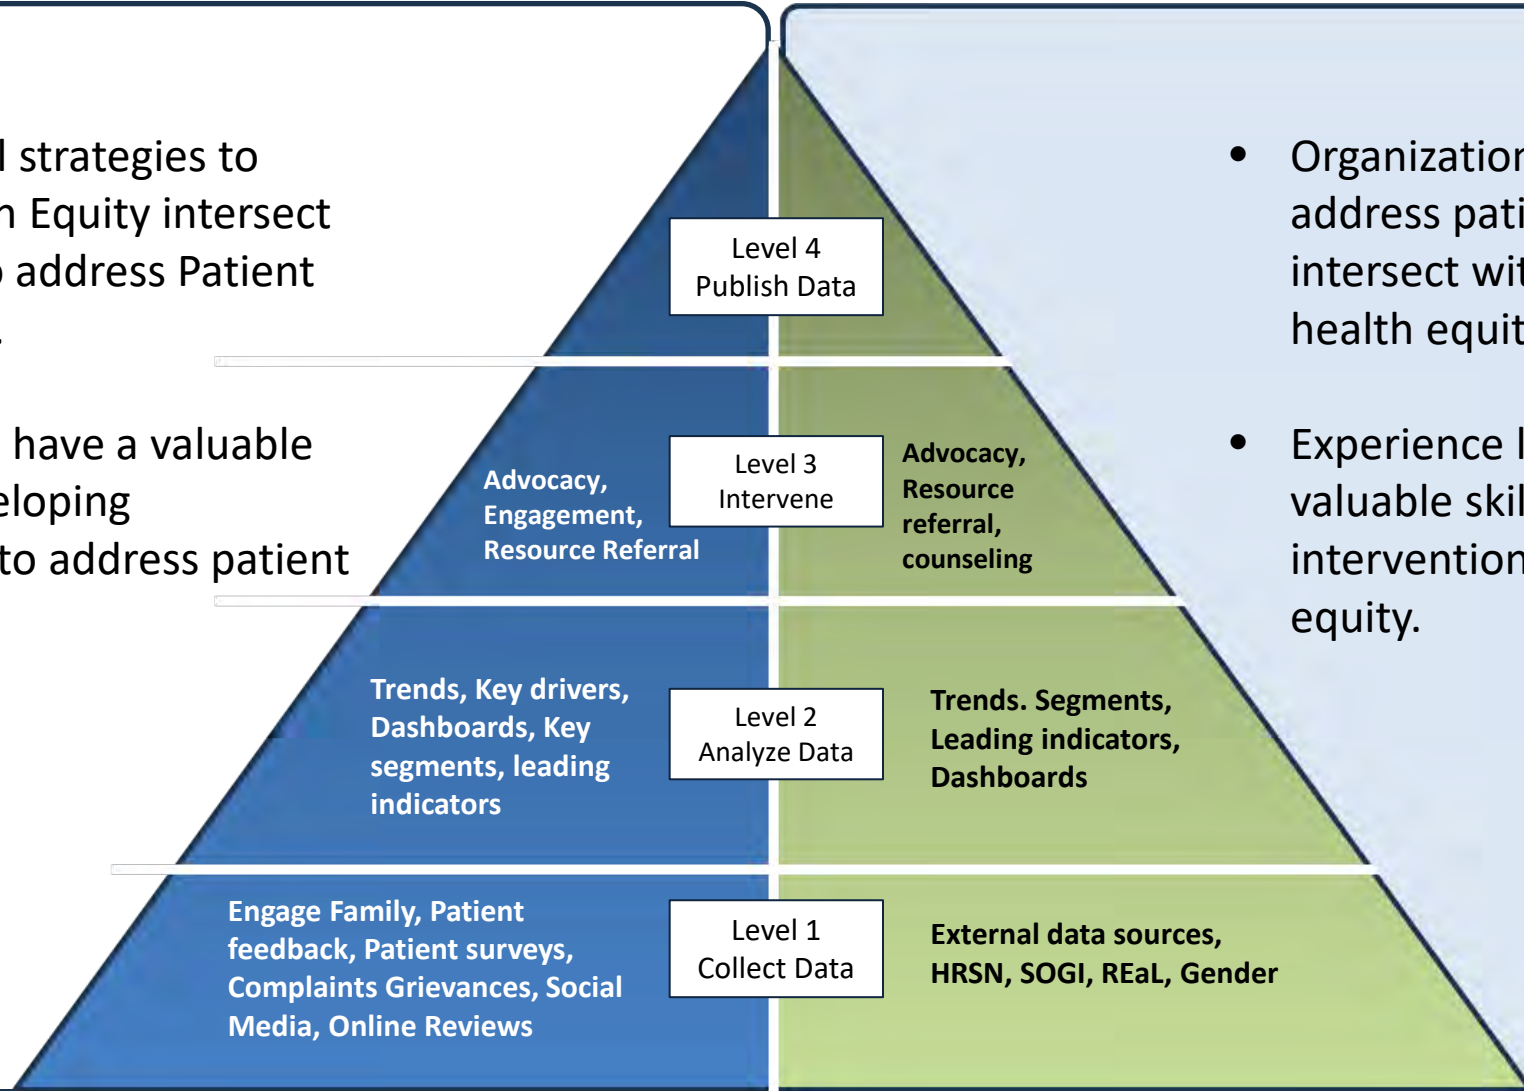 l strategies to
Equity intersect
address Patient
.
have a valuable
eloping
to address patient
Level 4
Publish Data
Advocacy,
Engagement,
Resource Referral
Level 3
Intervene
Advocacy,
Resource
referral,
counseling
Trends, Key drivers,
Dashboards, Key
segments, leading
indicators
Level 2
Analyze Data
Trends. Segments,
Leading indicators,
Dashboards
Engage Family, Patient
feedback, Patient surveys,
Complaints Grievances, Social
Media, Online Reviews
Level 1
Collect Data
External data sources,
HRSN, SOGI, REaL, Gender
• Organization
address pati
intersect wit
health equit
• Experience l
valuable skil
intervention
equity.